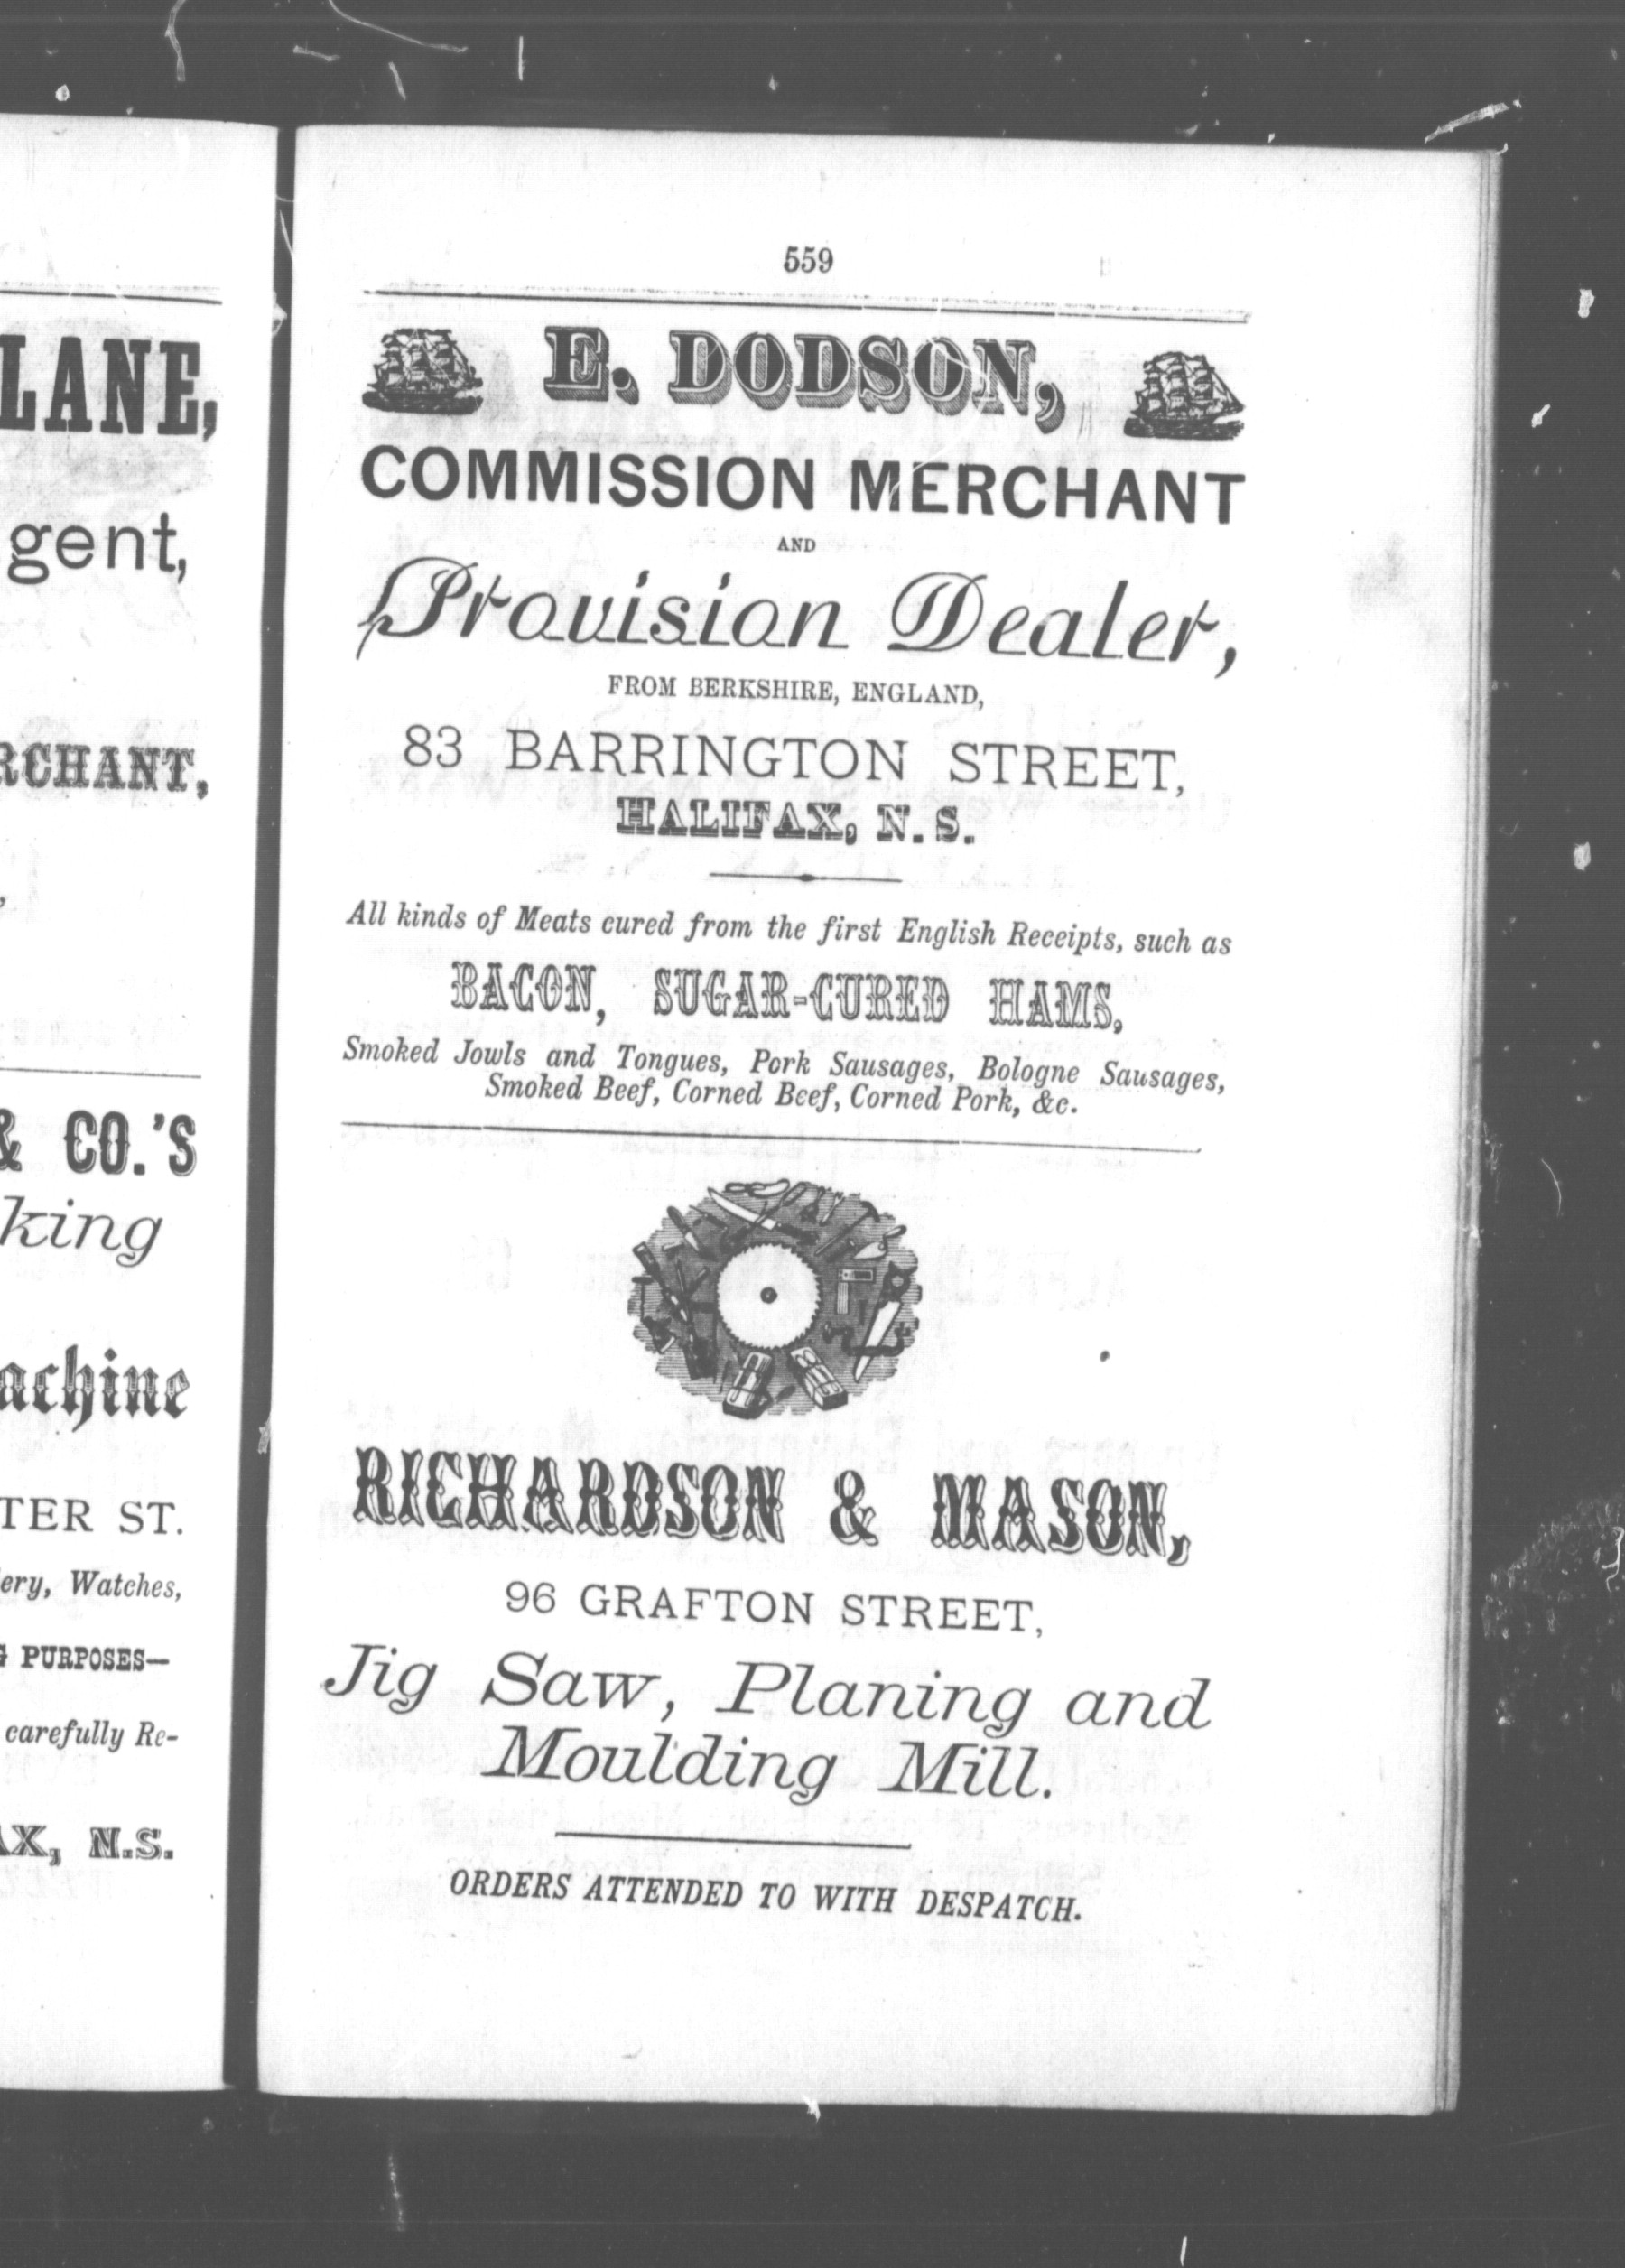 LANE,
gent,
RCHANT,
& CO.'S
king
achine
TER ST.
ery, Watches,
G PURPOSES—
carefully Re-
AX, N.S.
559
E. DODSON,
COMMISSION MERCHANT
AND
Provision Dealer,
FROM BERKSHIRE, ENGLAND,
83 BARRINGTON STREET,
HALIFAX, N. S.
All kinds of Meats cured from the first English Receipts, such as
BACON, SUGAR-CURED HAMS,
Smoked Jowls and Tongues, Pork Sausages, Bologne Sausages,
Smoked Beef, Corned Beef, Corned Pork, &c.
RICHARDSON & MASON,
96 GRAFTON STREET,
Jig Saw, Planing and
Moulding Mill.
ORDERS ATTENDED TO WITH DESPATCH.